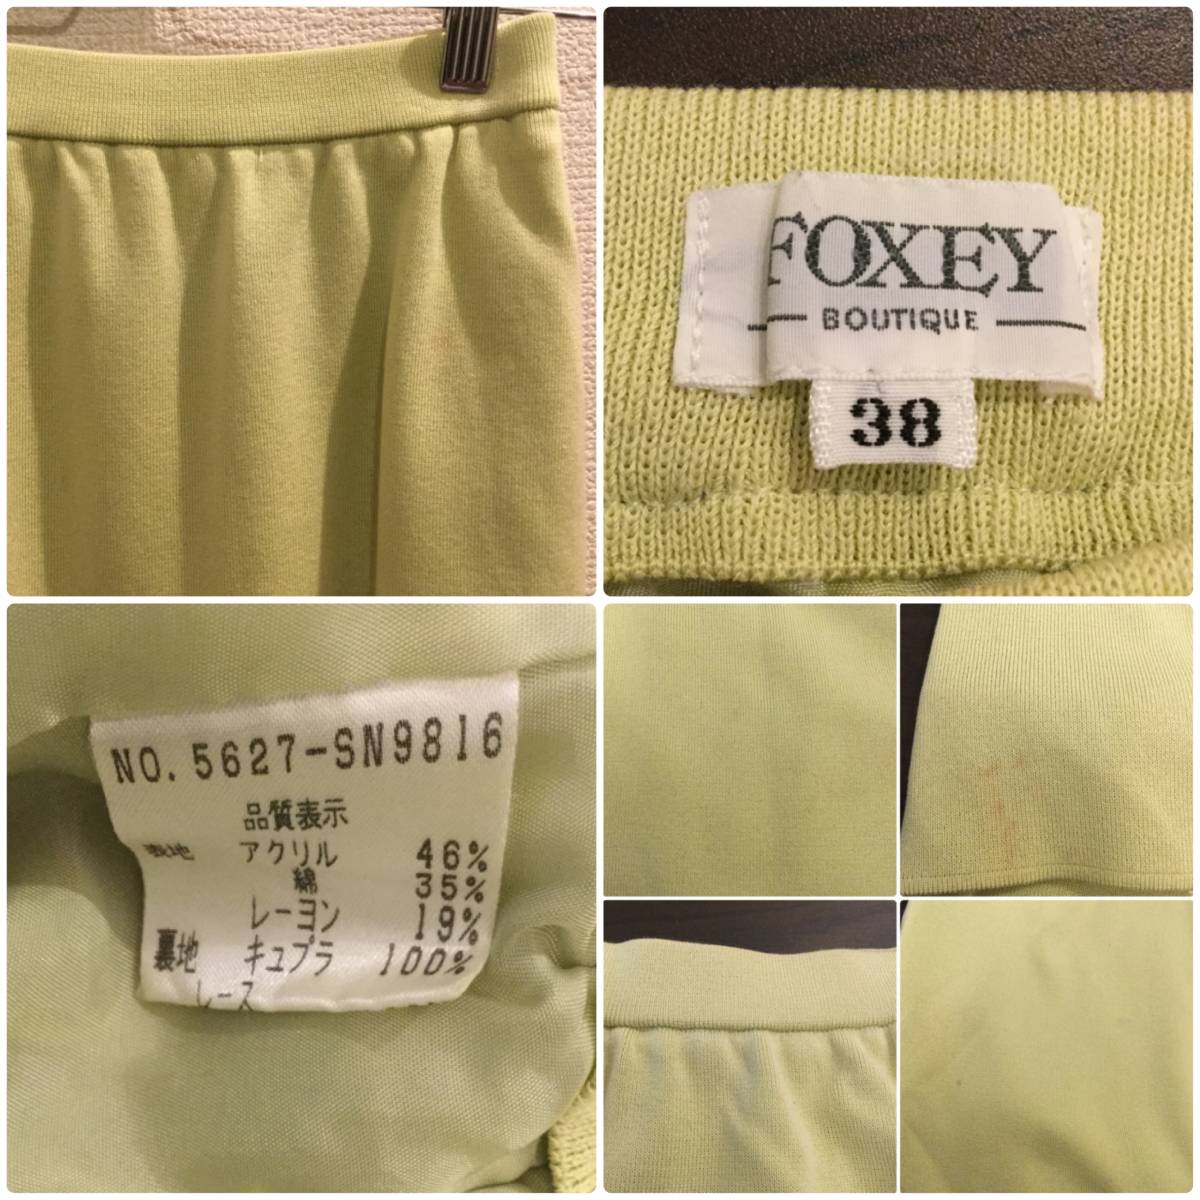 FOXEY
BOUTIQUE
38
NO. 5627-SN9816
品質表示
表地 アクリル 46%
綿 35%
レーヨン 19%
裏地 キュプラ 100%
レース